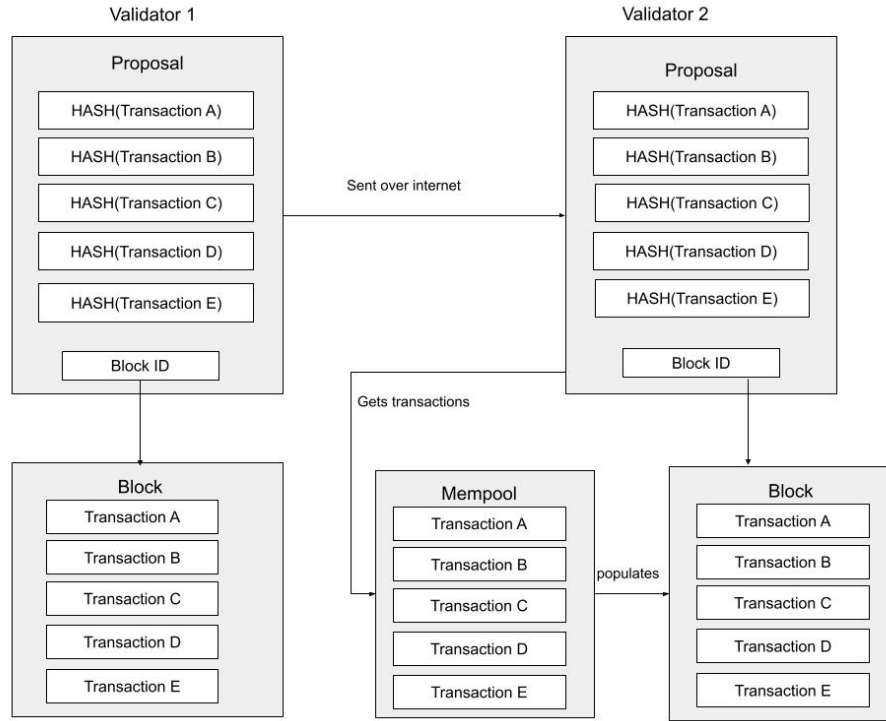 Validator 1
Proposal
HASH(Transaction A)
HASH(Transaction B)
HASH(Transaction C)
HASH(Transaction D)
HASH(Transaction E)
Block ID
Sent over internet
Validator 2
Proposal
HASH(Transaction A)
HASH(Transaction B)
HASH(Transaction C)
HASH(Transaction D)
HASH(Transaction E)
Block ID
Gets transactions
Block
Transaction A
Transaction B
Transaction C
Transaction D
Transaction E
Mempool
Transaction A
Transaction B
Transaction C
Transaction D
Transaction E
populates
Block
Transaction A
Transaction B
Transaction C
Transaction D
Transaction E